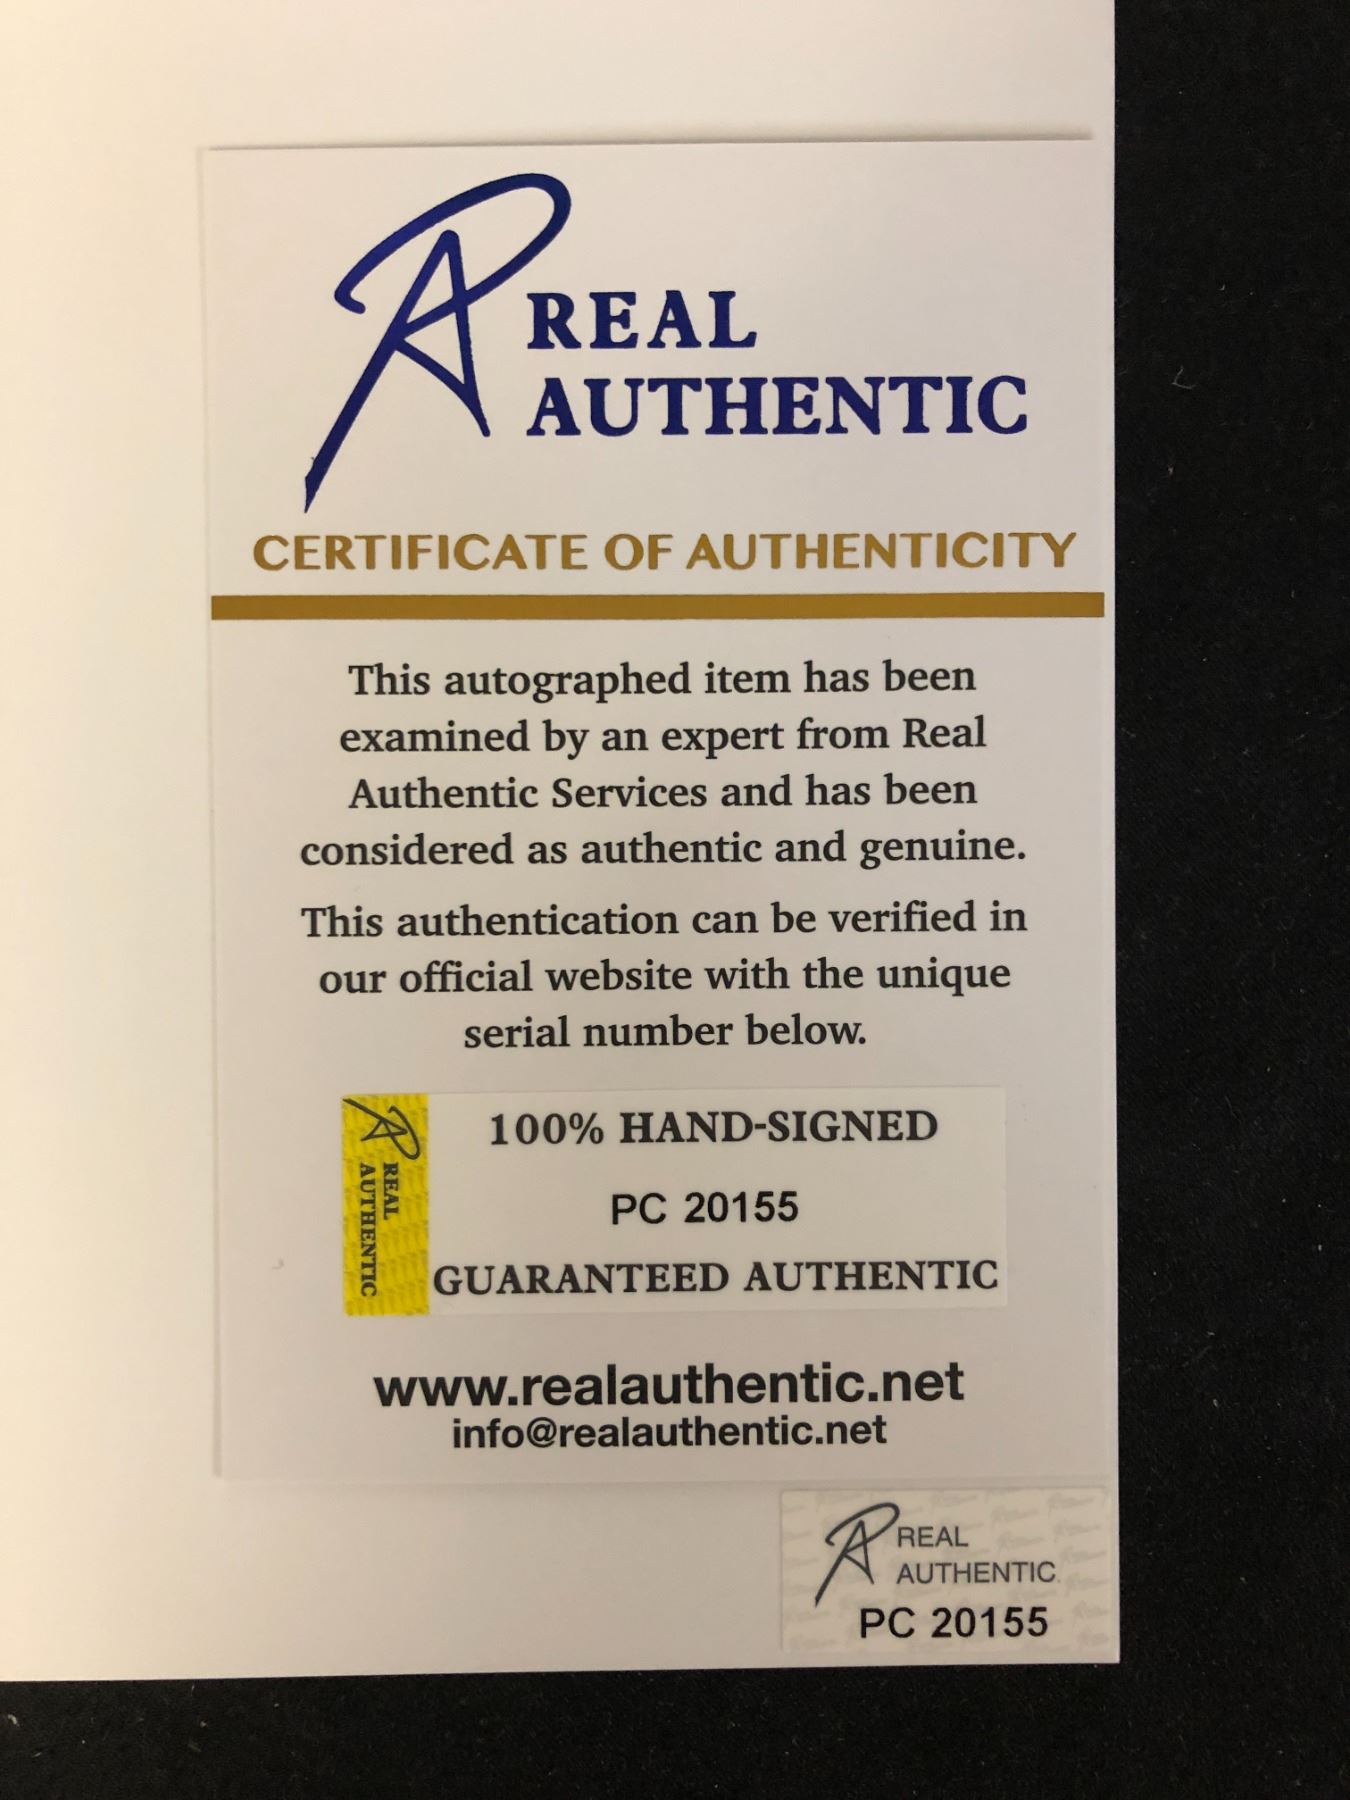 REAL
AUTHENTIC
CERTIFICATE OF AUTHENTICITY
This autographed item has been
examined by an expert from Real
Authentic Services and has been
considered as authentic and genuine.
This authentication can be verified in
our official website with the unique
serial number below.
REAL
AUTHENTIC
100% HAND-SIGNED
PC 20155
GUARANTEED AUTHENTIC
www.realauthentic.net
info@realauthentic.net
REAL
AUTHENTIC.
PC 20155